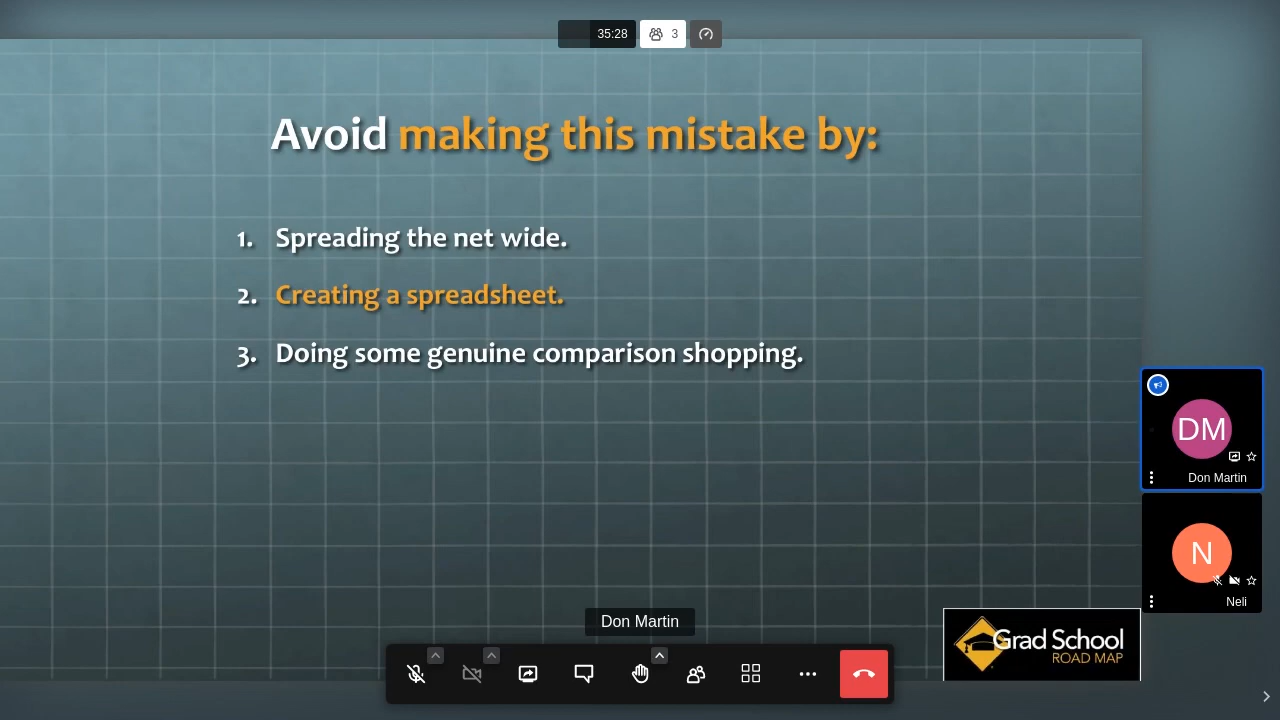 35:28
3
Avoid making this mistake by:
1. Spreading the net wide.
2. Creating a spreadsheet.
3. Doing some genuine comparison shopping.
DM
Don Martin
N
Neli
Don Martin
Grad School
ROAD MAP